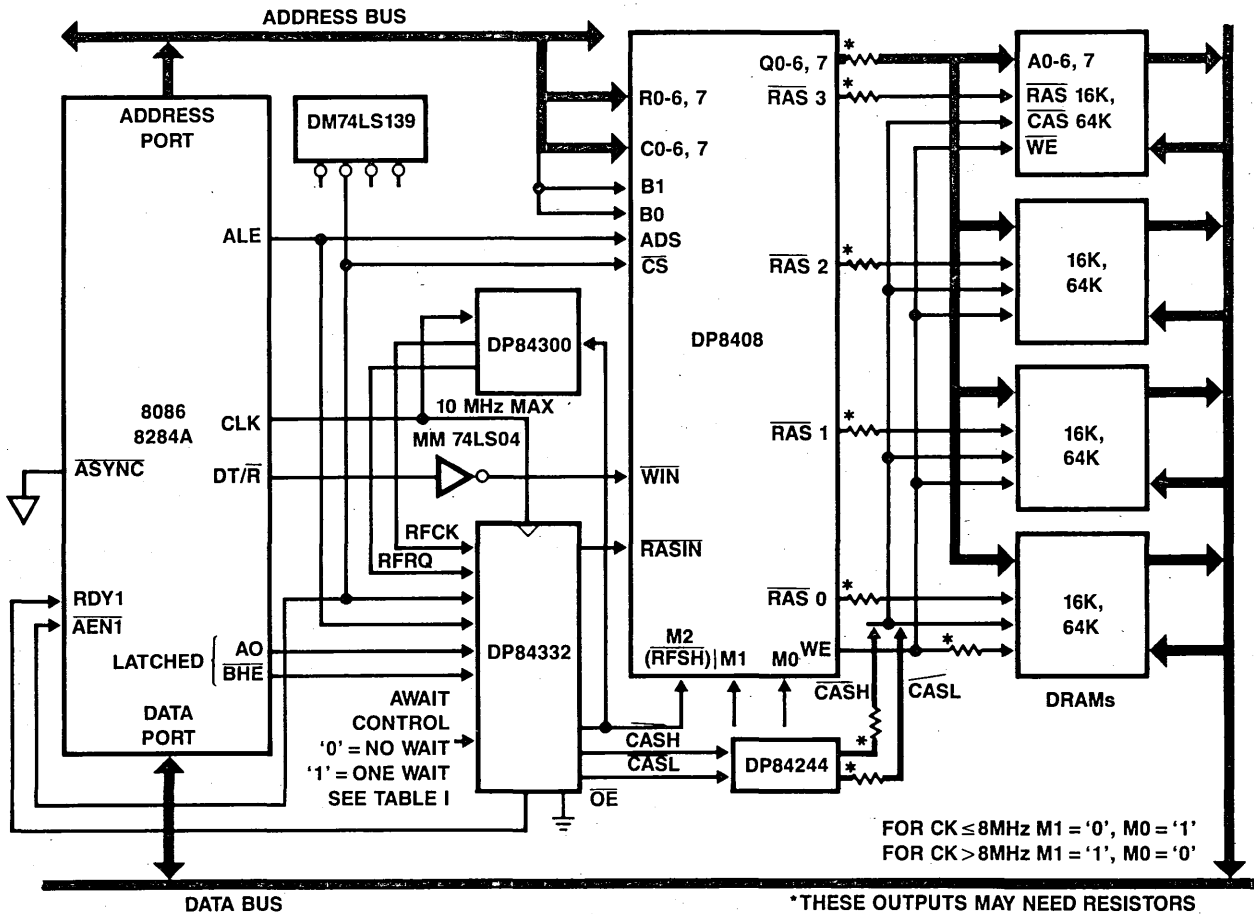 ADDRESS BUS
ADDRESS
PORT
DM74LS139
ALE
8086
8284A
CLK
ASYNC
DT/R
RDY1
AEN1
LATCHED
AO
BHE
DATA
PORT
DP84300
10 MHz MAX
MM 74LS04
RFCK
RFRQ
DP84332
AWAIT
CONTROL
'0' = NO WAIT
'1' = ONE WAIT
SEE TABLE I
OE
CASH
CASL
DP84244
R0-6, 7
C0-6, 7
B1
B0
ADS
CS
DP8408
WIN
RASIN
M2
(RFSH)
M1
M0
Q0-6, 7
RAS 3
RAS 2
RAS 1
RAS 0
WE
*
*
*
*
*
*
*
*
CASH
CASL
A0-6, 7
RAS 16K,
CAS 64K
WE
16K,
64K
16K,
64K
16K,
64K
DRAMs
FOR CK ≤ 8MHz M1 = '0', M0 = '1'
FOR CK > 8MHz M1 = '1', M0 = '0'
DATA BUS
*THESE OUTPUTS MAY NEED RESISTORS